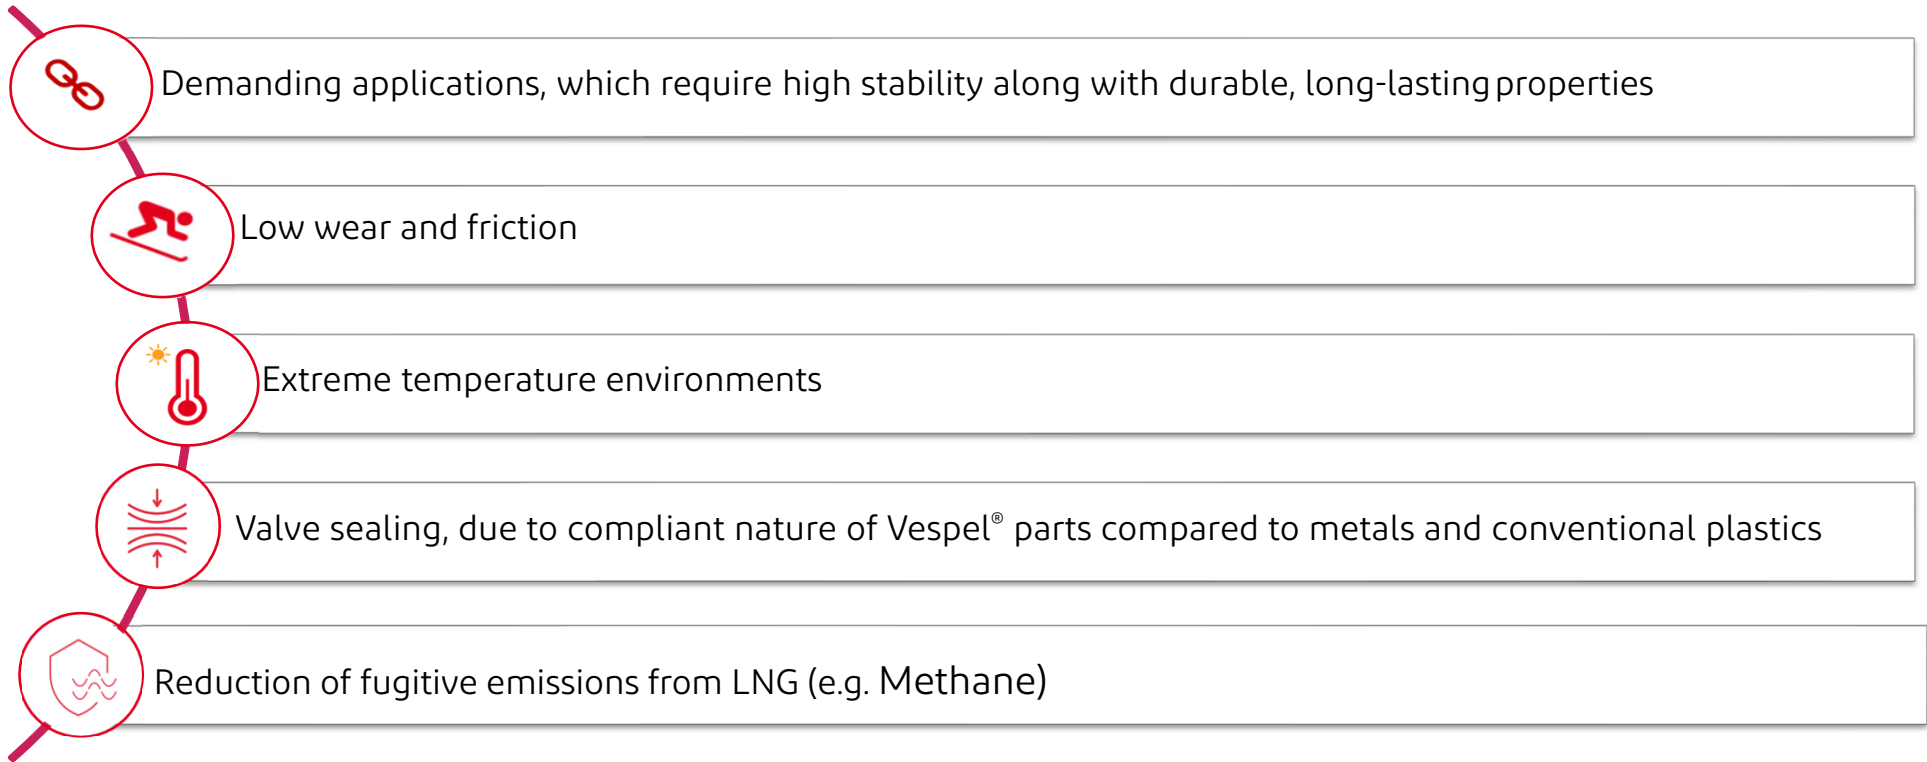 Demanding applications, which require high stability along with durable, long-lasting properties
Low wear and friction
Extreme temperature environments
Valve sealing, due to compliant nature of Vespel® parts compared to metals and conventional plastics
Reduction of fugitive emissions from LNG (e.g. Methane)